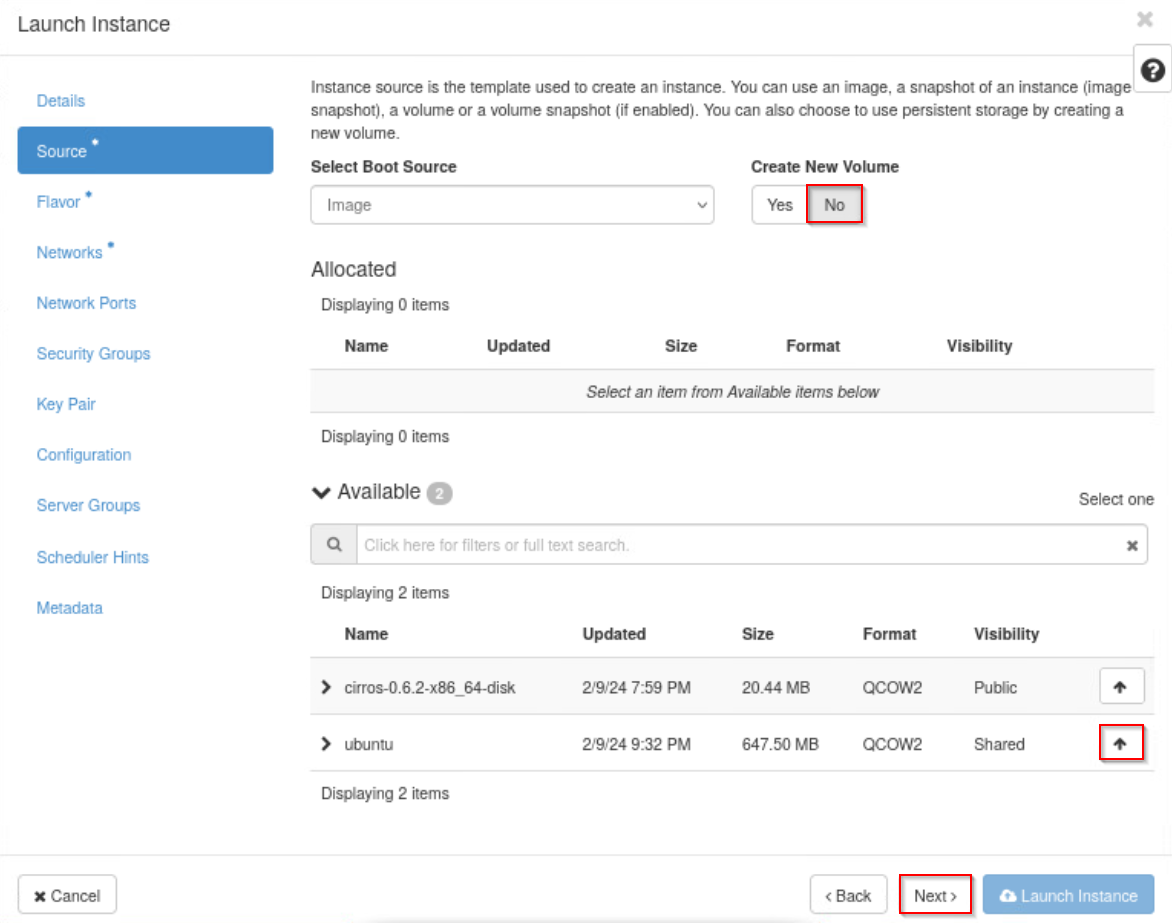 Launch Instance
Details
Source *
Flavor *
Networks *
Network Ports
Security Groups
Key Pair
Configuration
Server Groups
Scheduler Hints
Metadata
Instance source is the template used to create an instance. You can use an image, a snapshot of an instance (image
snapshot), a volume or a volume snapshot (if enabled). You can also choose to use persistent storage by creating a
new volume.
Select Boot Source Create New Volume
Image Yes No
Allocated
Displaying 0 items
Name Updated Size Format Visibility
Select an item from Available items below
Displaying 0 items
Available 2
Select one
Click here for filters or full text search.
Displaying 2 items
Name Updated Size Format Visibility
cirros-0.6.2-x86_64-disk 2/9/24 7:59 PM 20.44 MB QCOW2 Public
ubuntu 2/9/24 9:32 PM 647.50 MB QCOW2 Shared
Displaying 2 items
Cancel < Back Next > Launch Instance